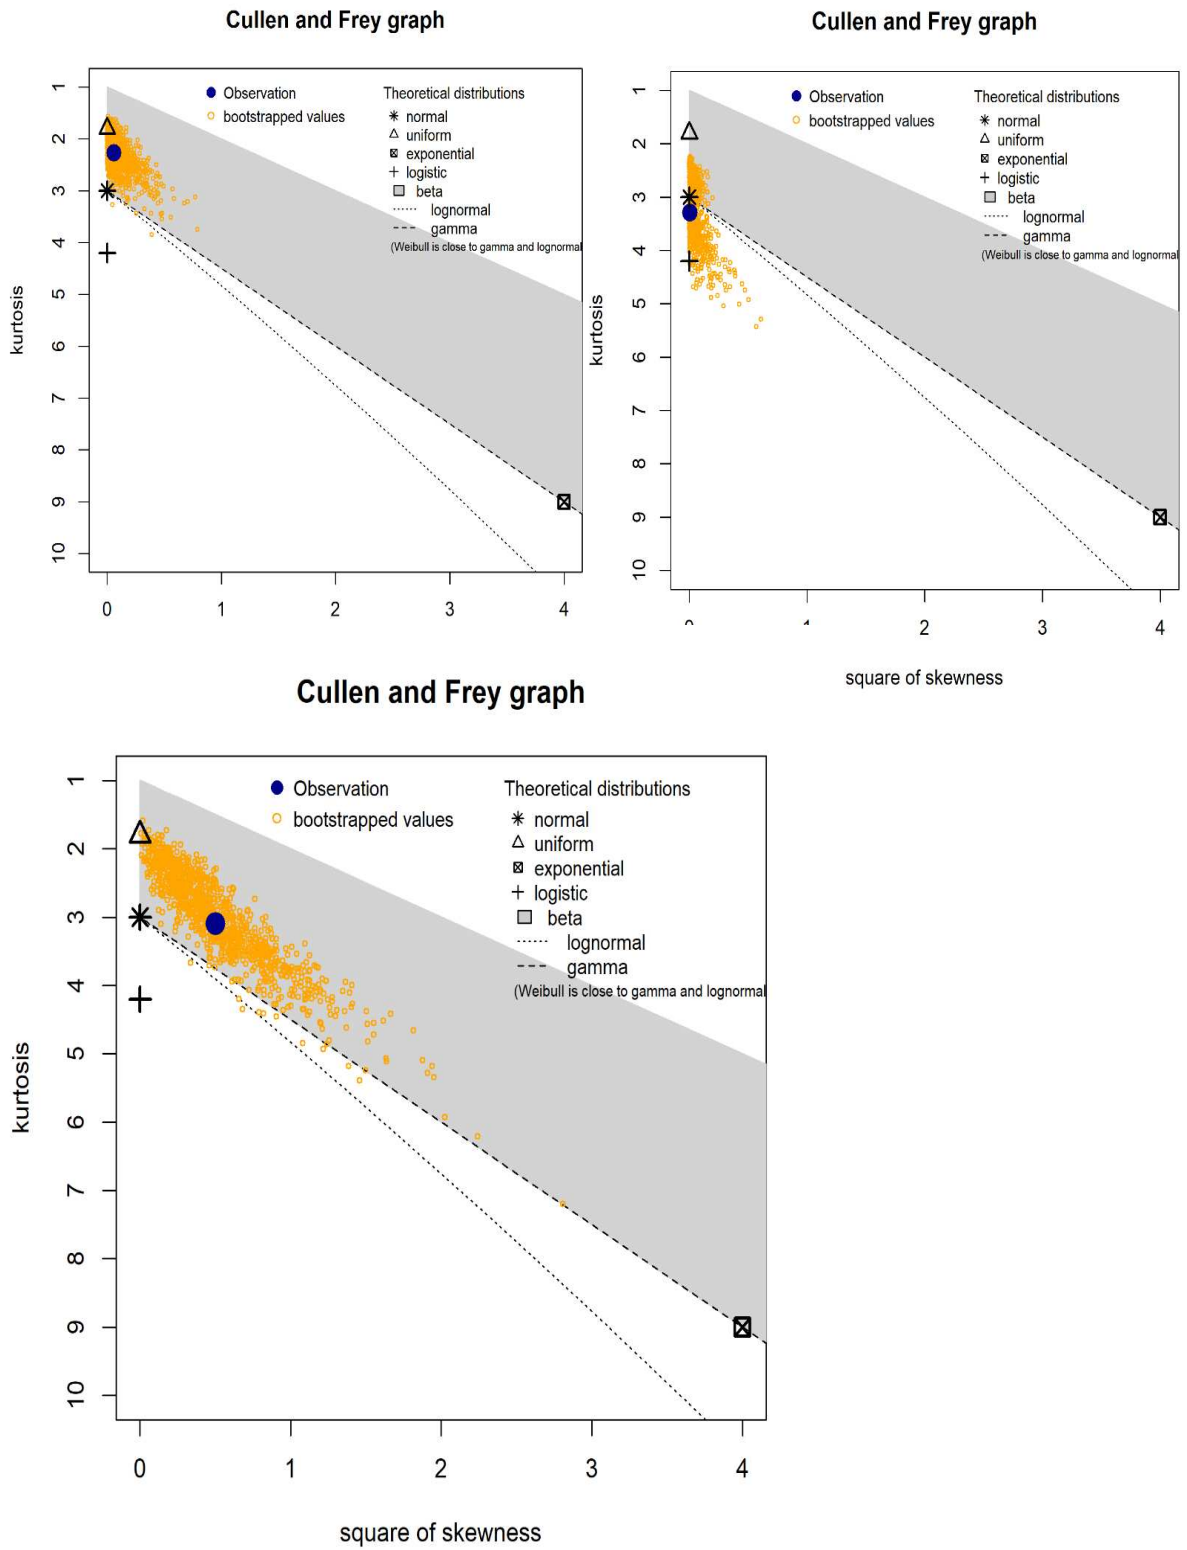 Cullen and Frey graph
Observation
bootstrapped values
Theoretical distributions
normal
uniform
exponential
logistic
beta
lognormal
gamma
(Weibull is close to gamma and lognormal
kurtosis
1
2
3
4
5
6
7
8
9
10
0
1
2
3
4
Cullen and Frey graph
Observation
bootstrapped values
Theoretical distributions
normal
uniform
exponential
logistic
beta
lognormal
gamma
(Weibull is close to gamma and lognormal
kurtosis
1
2
3
4
5
6
7
8
9
10
0
1
2
3
4
square of skewness
Cullen and Frey graph
Observation
bootstrapped values
Theoretical distributions
normal
uniform
exponential
logistic
beta
lognormal
gamma
(Weibull is close to gamma and lognormal
kurtosis
1
2
3
4
5
6
7
8
9
10
0
1
2
3
4
square of skewness